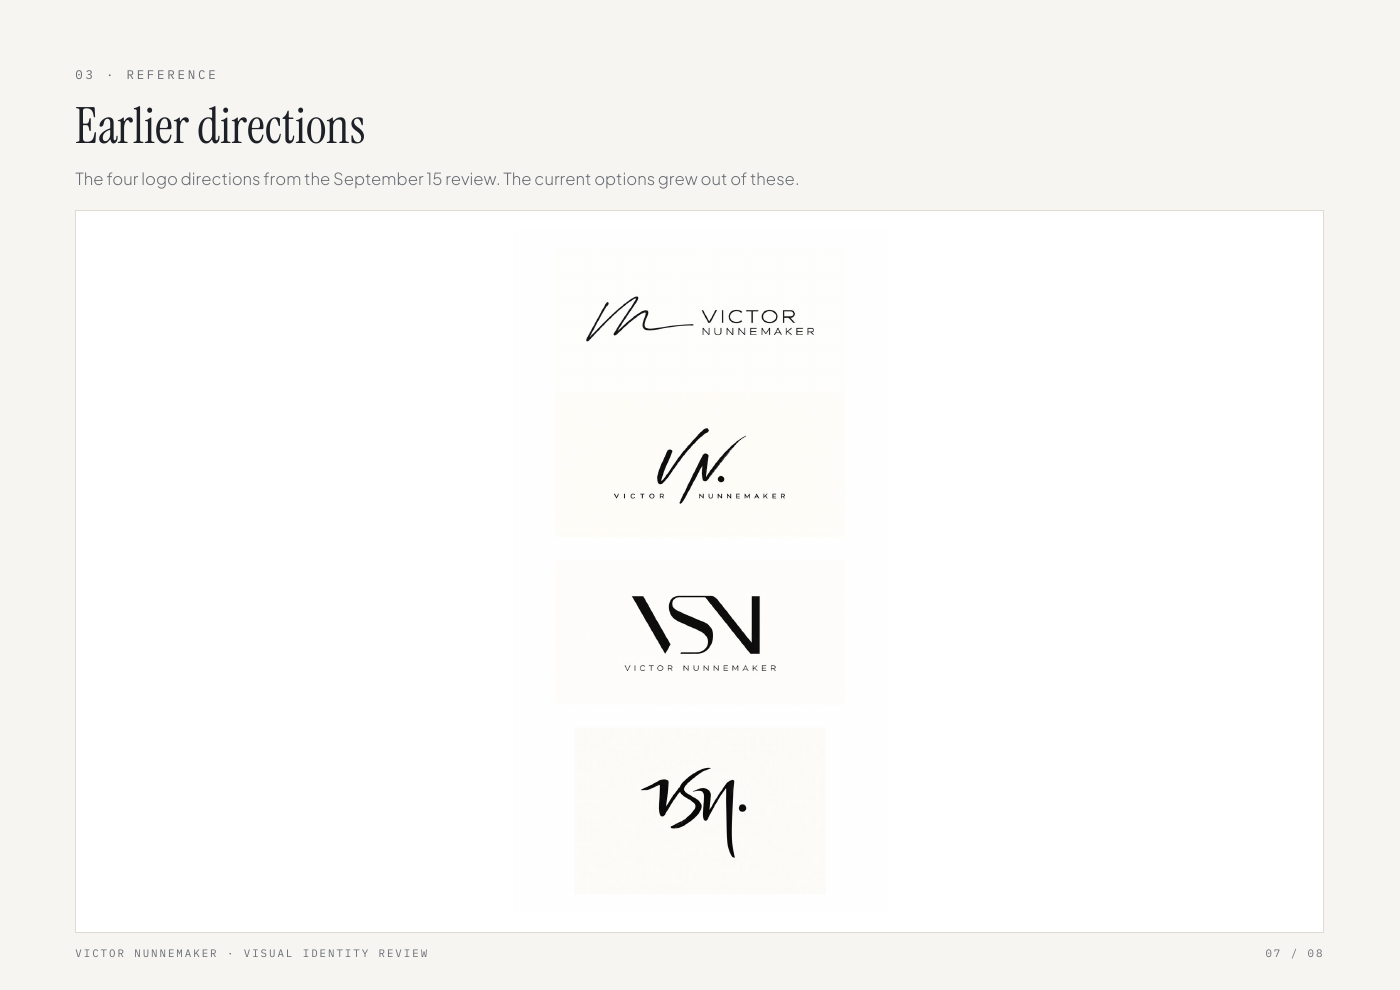 03 · REFERENCE
Earlier directions
The four logo directions from the September 15 review. The current options grew out of these.
VICTOR
NUNNEMAKER
VN.
VICTOR NUNNEMAKER
VSN
VICTOR NUNNEMAKER
vsn.
VICTOR NUNNEMAKER · VISUAL IDENTITY REVIEW
07 / 08